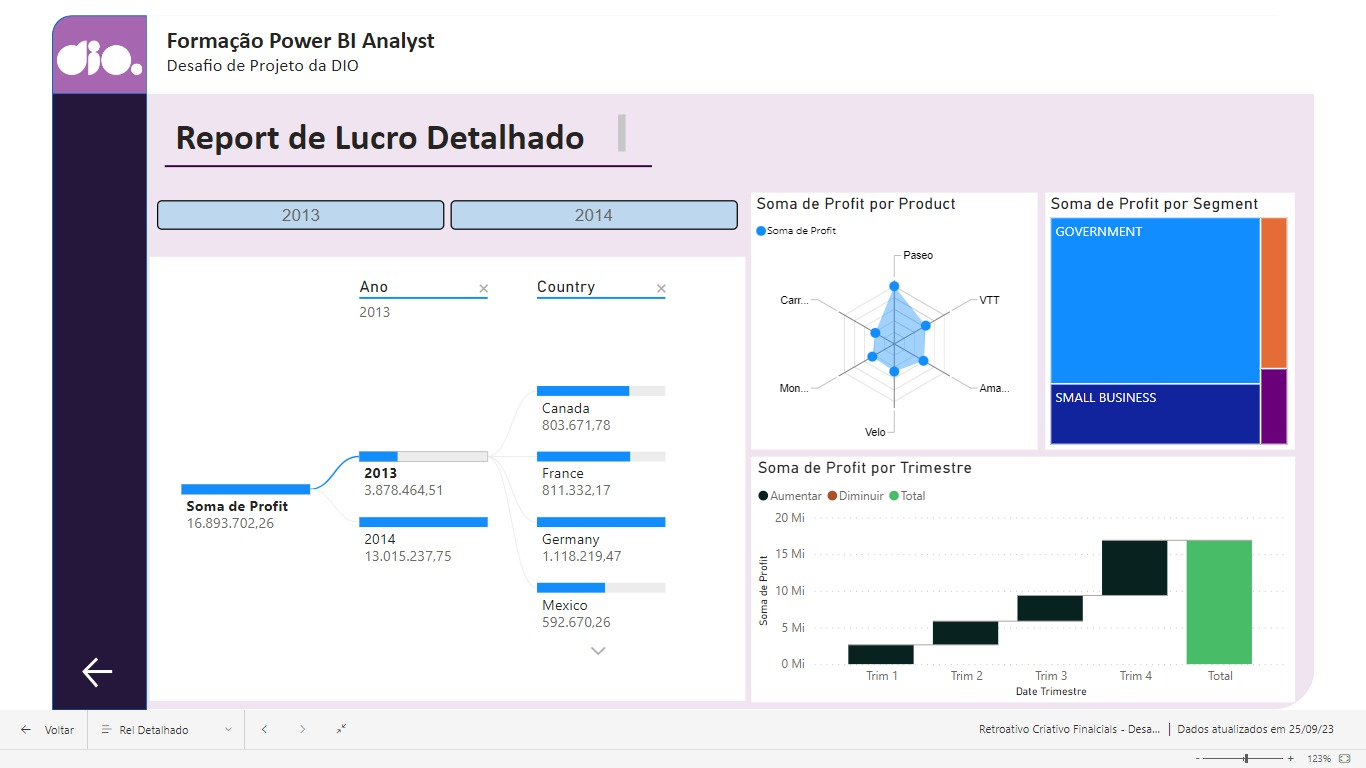 dio.
Formação Power BI Analyst
Desafio de Projeto da DIO
Report de Lucro Detalhado
2013
2014
Ano
2013
Country
Soma de Profit
16.893.702,26
2013
3.878.464,51
2014
13.015.237,75
Canada
803.671,78
France
811.332,17
Germany
1.118.219,47
Mexico
592.670,26
Soma de Profit por Product
Soma de Profit
Paseo
VTT
Ama...
Velo
Mon...
Carr...
Soma de Profit por Segment
GOVERNMENT
SMALL BUSINESS
Soma de Profit por Trimestre
Aumentar Diminuir Total
Soma de Profit
20 Mi
15 Mi
10 Mi
5 Mi
0 Mi
Trim 1 Trim 2 Trim 3 Trim 4 Total
Date Trimestre
Voltar
Rel Detalhado
Retroativo Criativo Finalciais - Desa... | Dados atualizados em 25/09/23
- + 123%